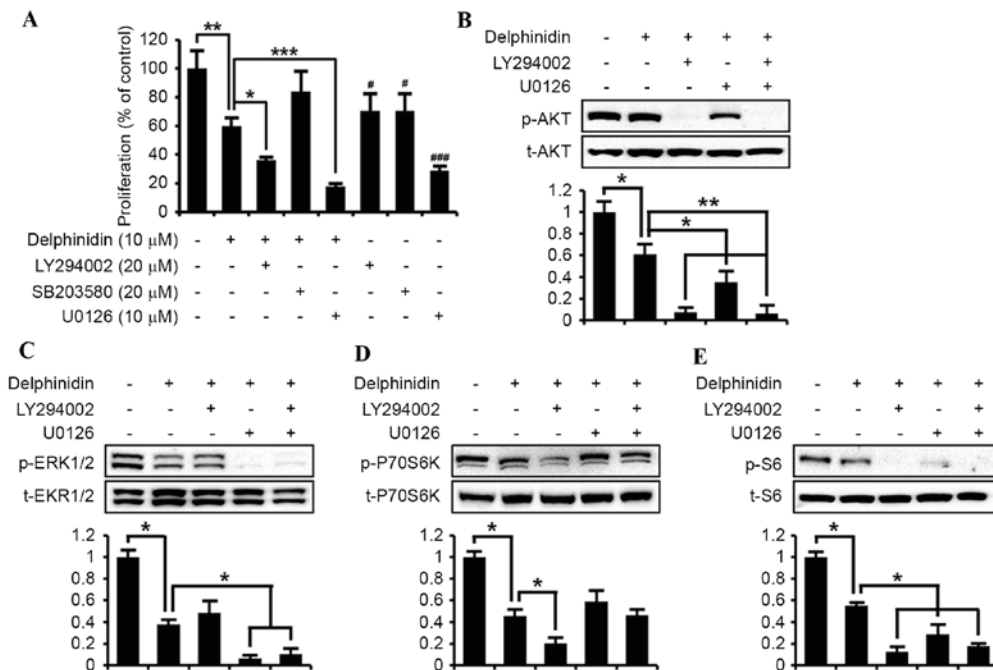 A
Proliferation (% of control)
120
100
80
60
40
20
0
** * ***
# # ###
Delphinidin (10 μM) - + + + + - - -
LY294002 (20 μM) - - + - - + - -
SB203580 (20 μM) - - - + - - + -
U0126 (10 μM) - - - - + - - +
B
Delphinidin - + + + +
LY294002 - - + - +
U0126 - - - + +
p-AKT
t-AKT
1.2
1
0.8
0.6
0.4
0.2
0
* * **
C
Delphinidin - + + + +
LY294002 - - + - +
U0126 - - - + +
p-ERK1/2
t-EKR1/2
1.2
1
0.8
0.6
0.4
0.2
0
* *
D
Delphinidin - + + + +
LY294002 - - + - +
U0126 - - - + +
p-P70S6K
t-P70S6K
1.2
1
0.8
0.6
0.4
0.2
0
* *
E
Delphinidin - + + + +
LY294002 - - + - +
U0126 - - - + +
p-S6
t-S6
1.2
1
0.8
0.6
0.4
0.2
0
* *